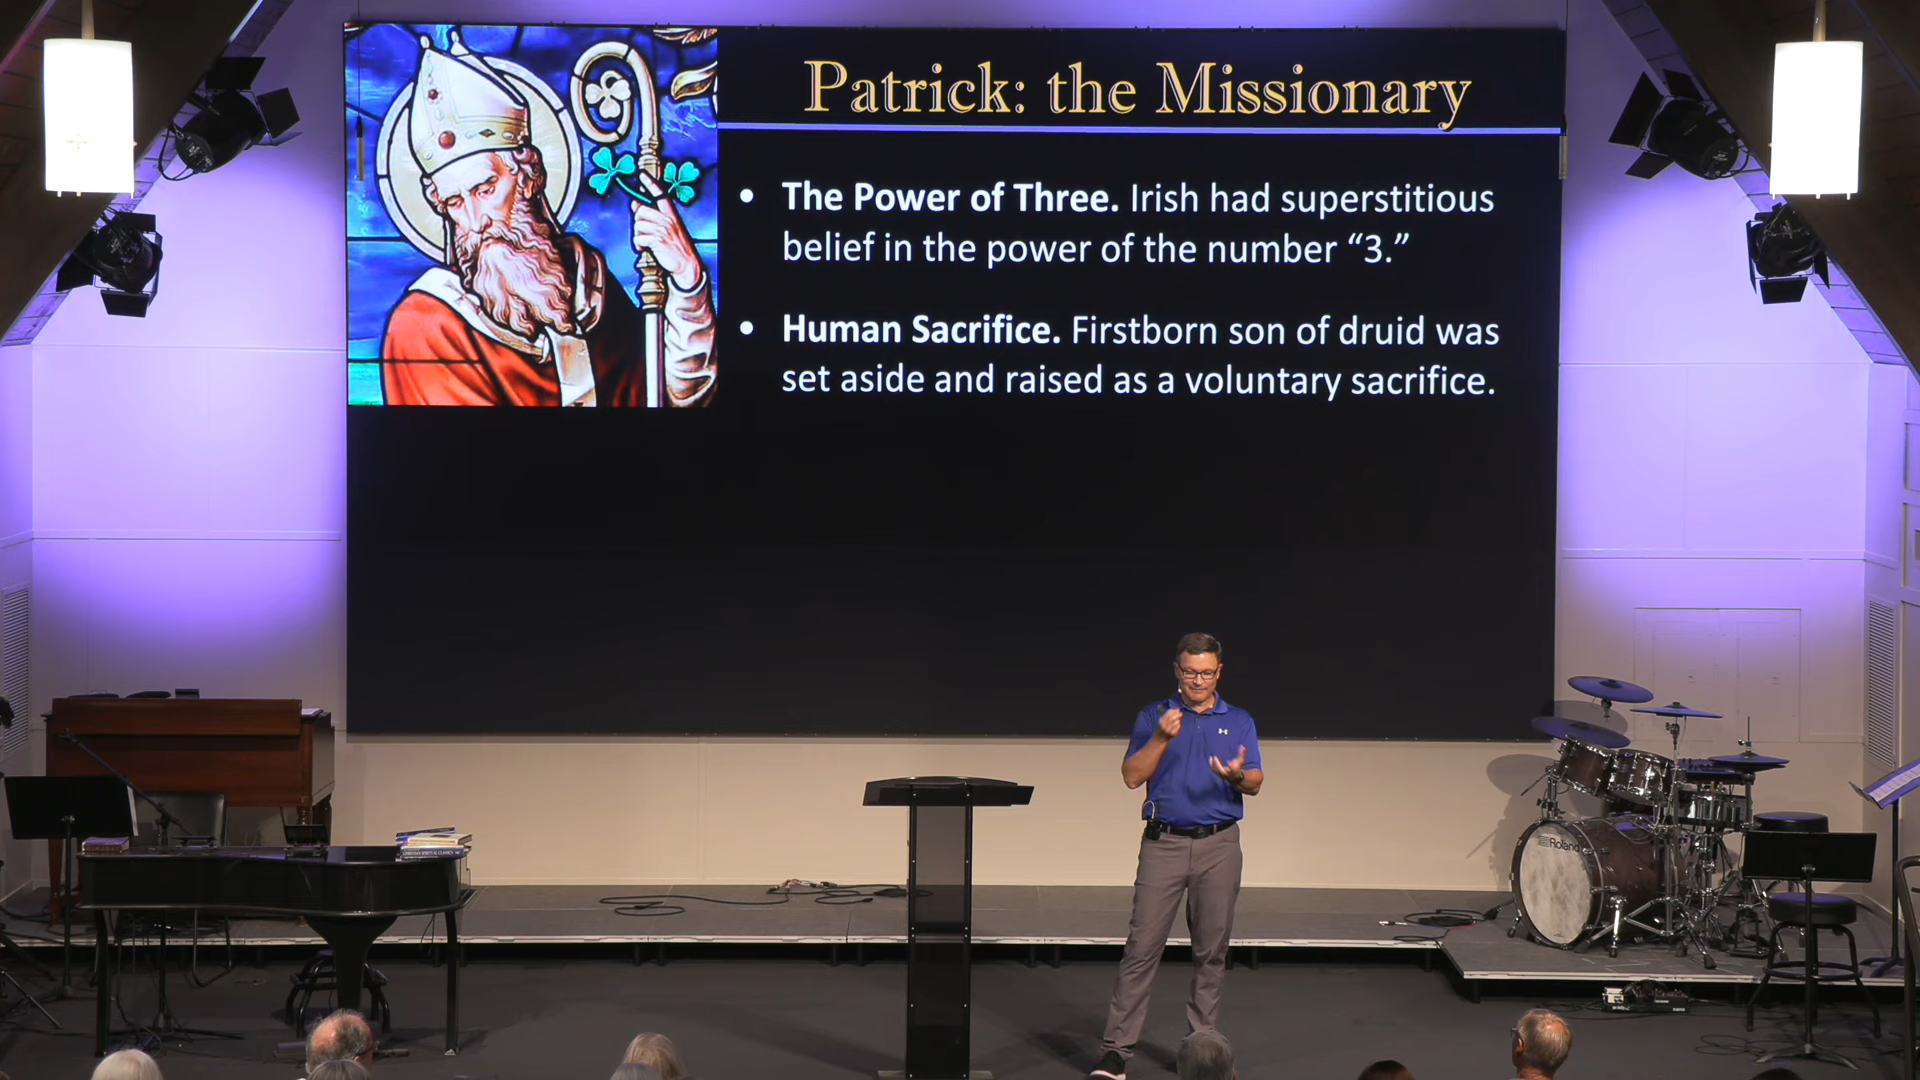 Patrick: the Missionary
• The Power of Three. Irish had superstitious
belief in the power of the number “3.”
• Human Sacrifice. Firstborn son of druid was
set aside and raised as a voluntary sacrifice.
Roland